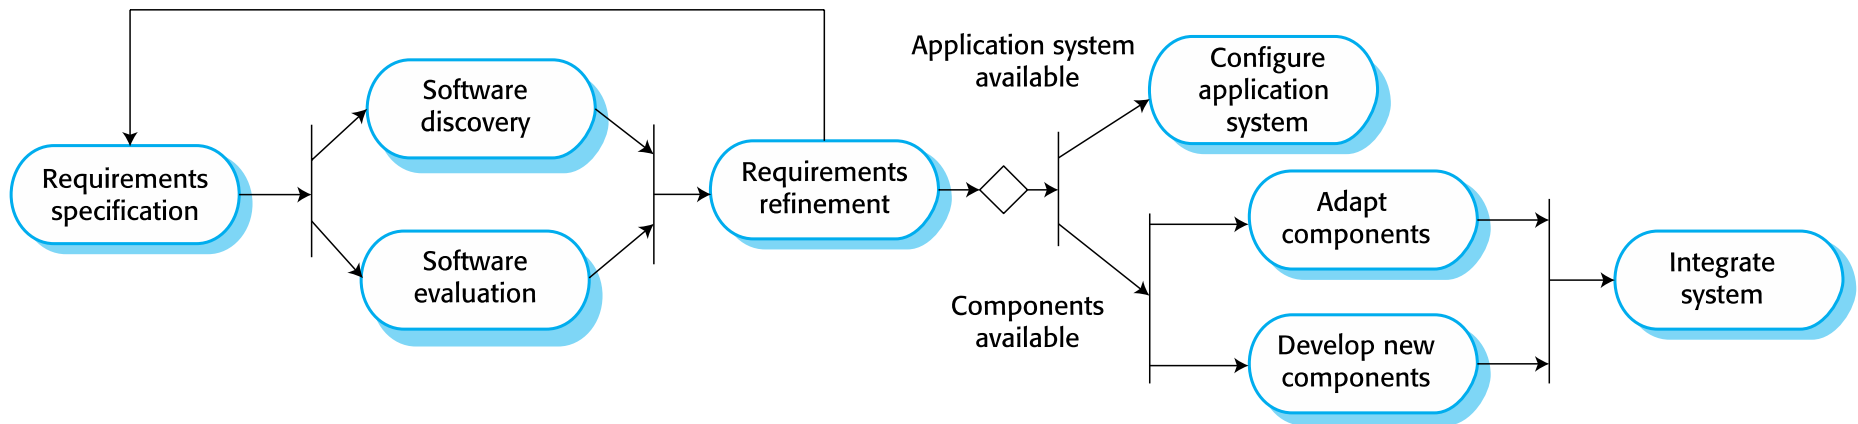 Requirements
specification
Software
discovery
Software
evaluation
Requirements
refinement
Application system
available
Configure
application
system
Components
available
Adapt
components
Develop new
components
Integrate
system